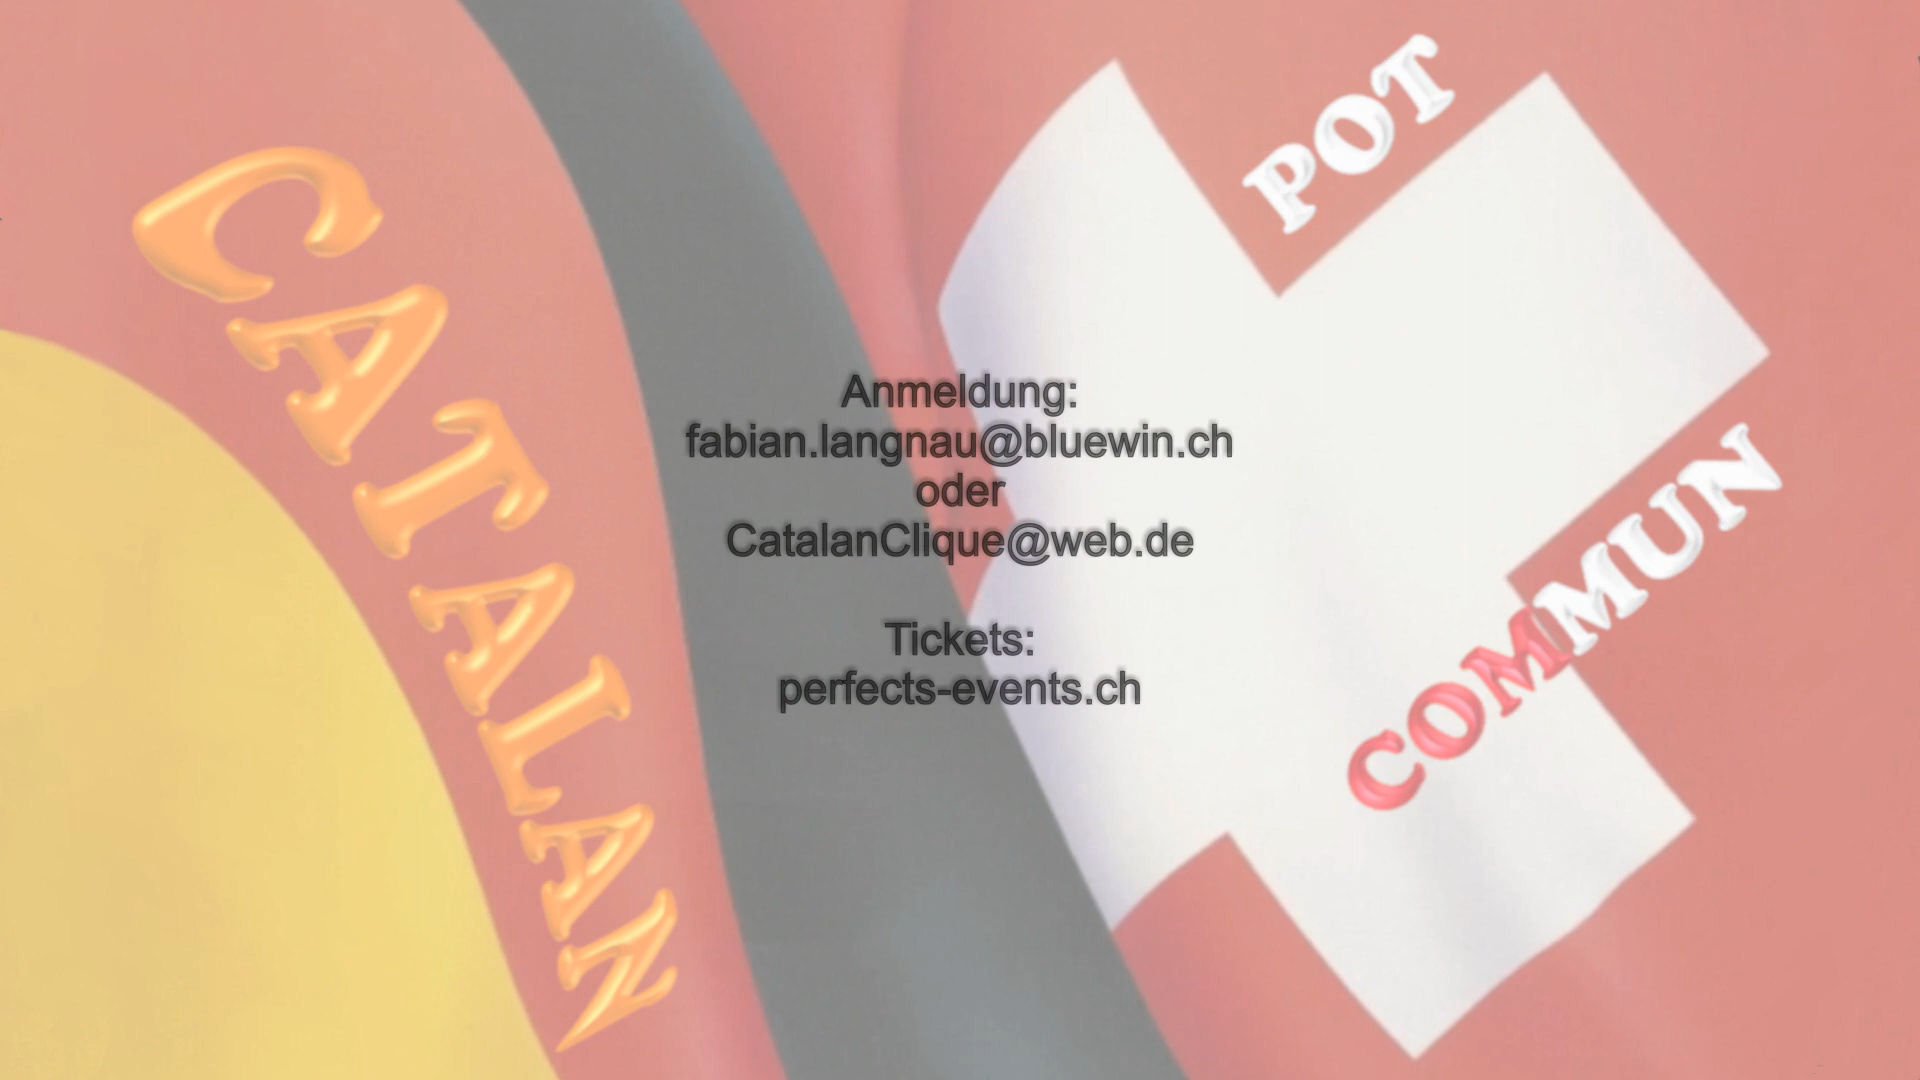 CATALAN
POT
COMMUN
Anmeldung:
fabian.langnau@bluewin.ch
oder
CatalanClique@web.de
Tickets:
perfects-events.ch